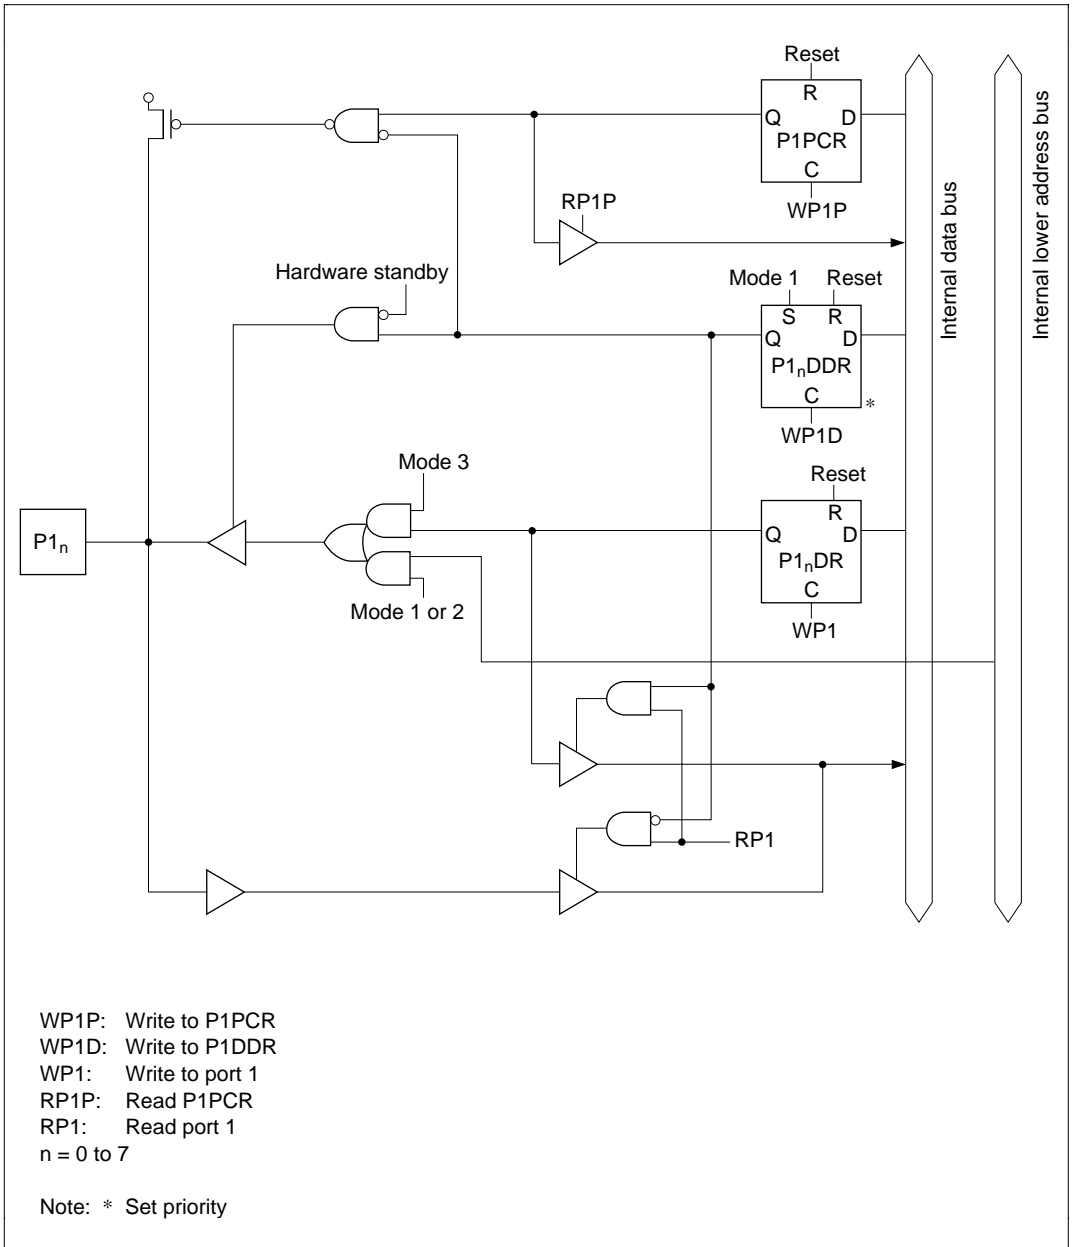 Reset
R
Q D
P1PCR
C
WP1P
RP1P
Internal data bus
Internal lower address bus
Hardware standby
Mode 1 Reset
S R
Q D
P1nDDR
C
*
WP1D
Mode 3
Reset
R
Q D
P1nDR
C
WP1
P1n
Mode 1 or 2
RP1
WP1P: Write to P1PCR
WP1D: Write to P1DDR
WP1: Write to port 1
RP1P: Read P1PCR
RP1: Read port 1
n = 0 to 7
Note: * Set priority